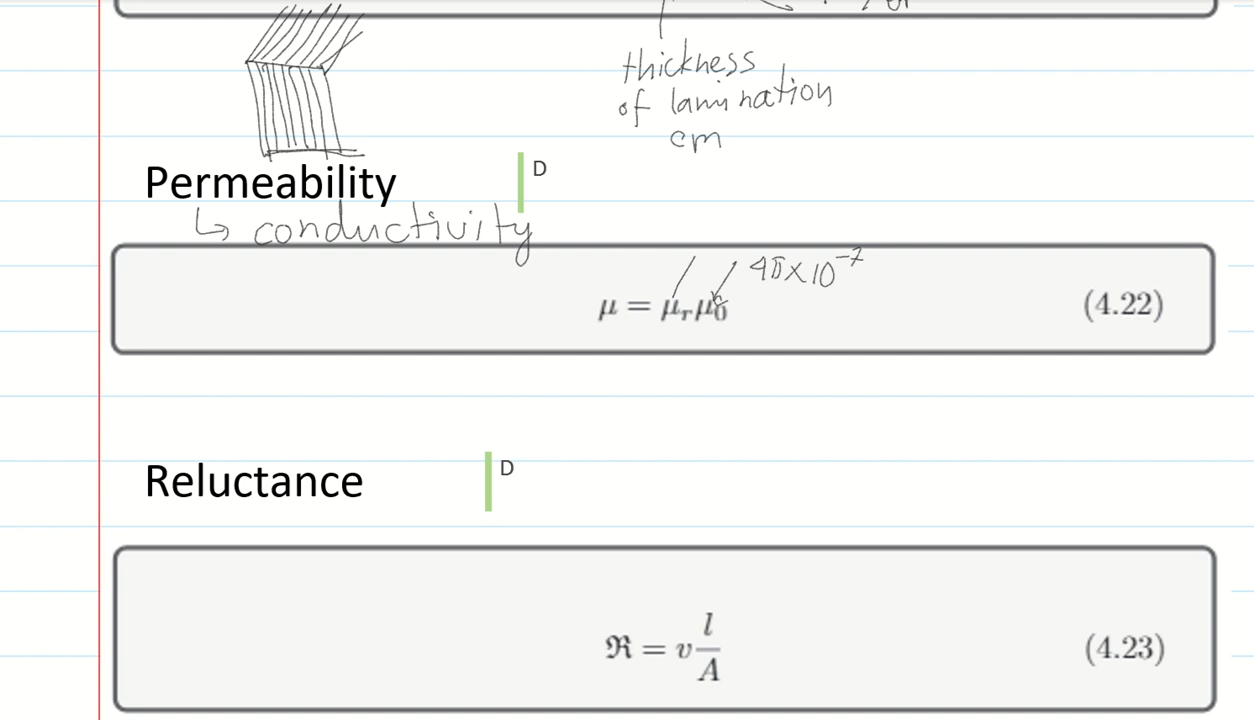 thickness
of lamination
cm
Permeability
D
↳ conductivity
4π×10⁻⁷
μ = μᵣμ₀ (4.22)
Reluctance
D
ℜ = v l/A (4.23)